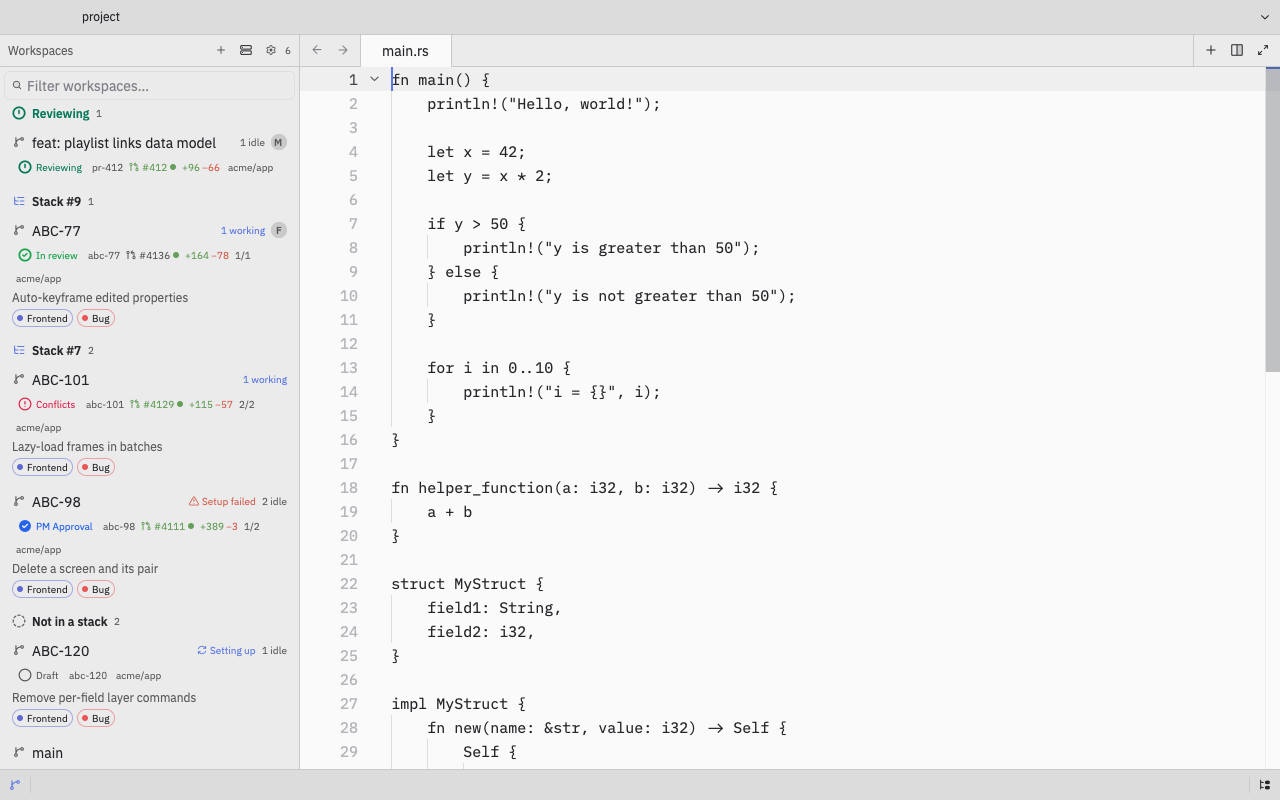 project
Workspaces
6
main.rs
Filter workspaces...
Reviewing 1
feat: playlist links data model 1 idle M
Reviewing pr-412 #412 +96 −66 acme/app
Stack #9 1
ABC-77 1 working F
In review abc-77 #4136 +164 −78 1/1
acme/app
Auto-keyframe edited properties
Frontend Bug
Stack #7 2
ABC-101 1 working
Conflicts abc-101 #4129 +115 −57 2/2
acme/app
Lazy-load frames in batches
Frontend Bug
ABC-98 Setup failed 2 idle
PM Approval abc-98 #4111 +389 −3 1/2
acme/app
Delete a screen and its pair
Frontend Bug
Not in a stack 2
ABC-120 Setting up 1 idle
Draft abc-120 acme/app
Remove per-field layer commands
Frontend Bug
main
1 fn main() {
2 println!("Hello, world!");
3
4 let x = 42;
5 let y = x * 2;
6
7 if y > 50 {
8 println!("y is greater than 50");
9 } else {
10 println!("y is not greater than 50");
11 }
12
13 for i in 0..10 {
14 println!("i = {}", i);
15 }
16 }
17
18 fn helper_function(a: i32, b: i32) -> i32 {
19 a + b
20 }
21
22 struct MyStruct {
23 field1: String,
24 field2: i32,
25 }
26
27 impl MyStruct {
28 fn new(name: &str, value: i32) -> Self {
29 Self {